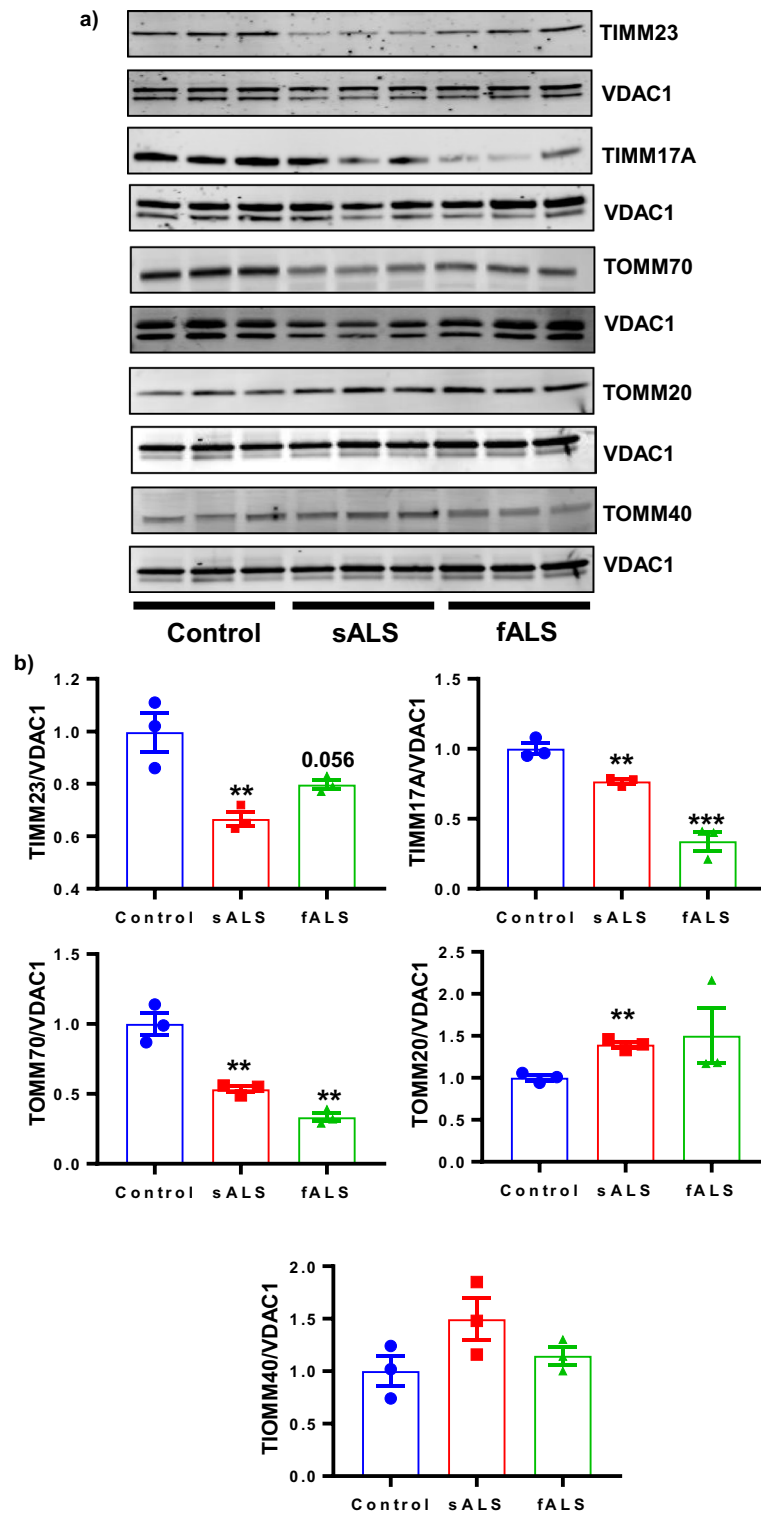 a)
TIMM23
VDAC1
TIMM17A
VDAC1
TOMM70
VDAC1
TOMM20
VDAC1
TOMM40
VDAC1
Control sALS fALS
b)
TIMM23/VDAC1
1.2
1.0
0.8
0.6
0.4
**
0.056
Control sALS fALS
TIMM17A/VDAC1
1.5
1.0
0.5
0.0
**
***
Control sALS fALS
TOMM70/VDAC1
1.5
1.0
0.5
0.0
**
**
Control sALS fALS
TOMM20/VDAC1
2.5
2.0
1.5
1.0
0.5
0.0
**
Control sALS fALS
TIOMM40/VDAC1
2.0
1.5
1.0
0.5
0.0
Control sALS fALS